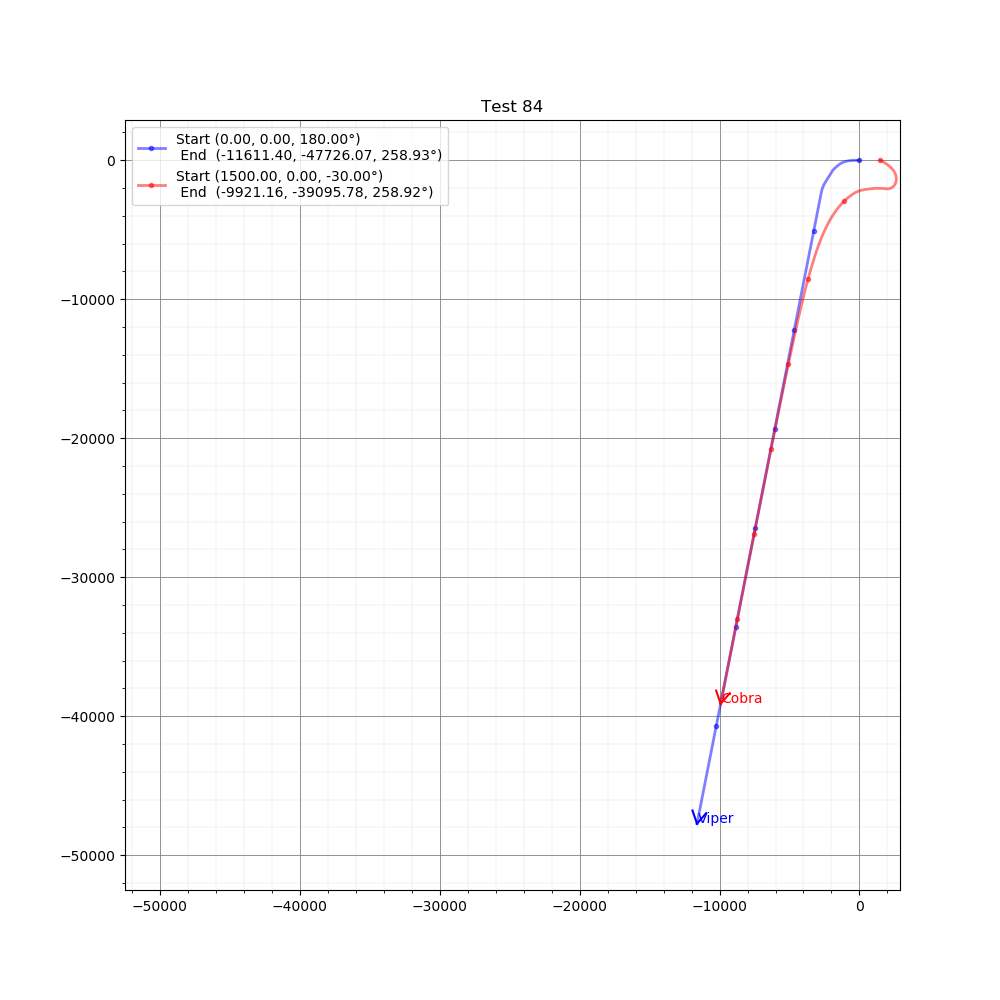 Test 84
Start (0.00, 0.00, 180.00°)
End  (-11611.40, -47726.07, 258.93°)
Start (1500.00, 0.00, -30.00°)
End  (-9921.16, -39095.78, 258.92°)
0
−10000
−20000
−30000
−40000
−50000
Cobra
Viper
−50000
−40000
−30000
−20000
−10000
0